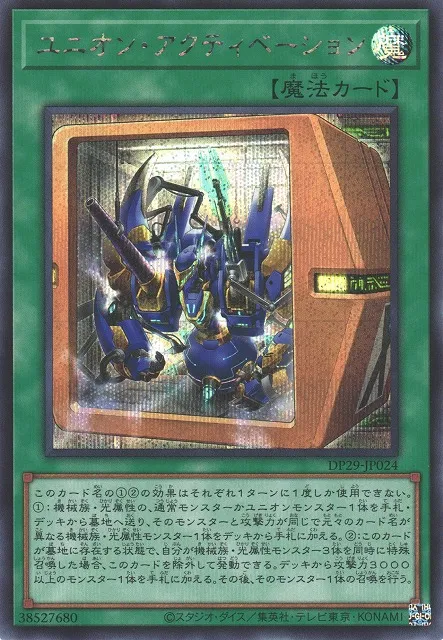 ユニオン・アクティベーション 魔
【魔法カード】
DP29-JP024
このカード名の①②の効果はそれぞれ1ターンに1度しか使用できない。
①：機械族・光属性の、通常モンスターかユニオンモンスター1体を手札・
デッキから墓地へ送り、そのモンスターと攻撃力が同じで元々のカード名が
異なる機械族・光属性モンスター1体をデッキから手札に加える。②：このカード
が墓地に存在する状態で、自分が機械族・光属性モンスター3体を同時に特殊
召喚した場合、このカードを除外して発動できる。デッキから攻撃力3000
以上のモンスター1体を手札に加える。その後、そのモンスター1体の召喚を行う。
38527680 ©スタジオ・ダイス／集英社・テレビ東京・KONAMI